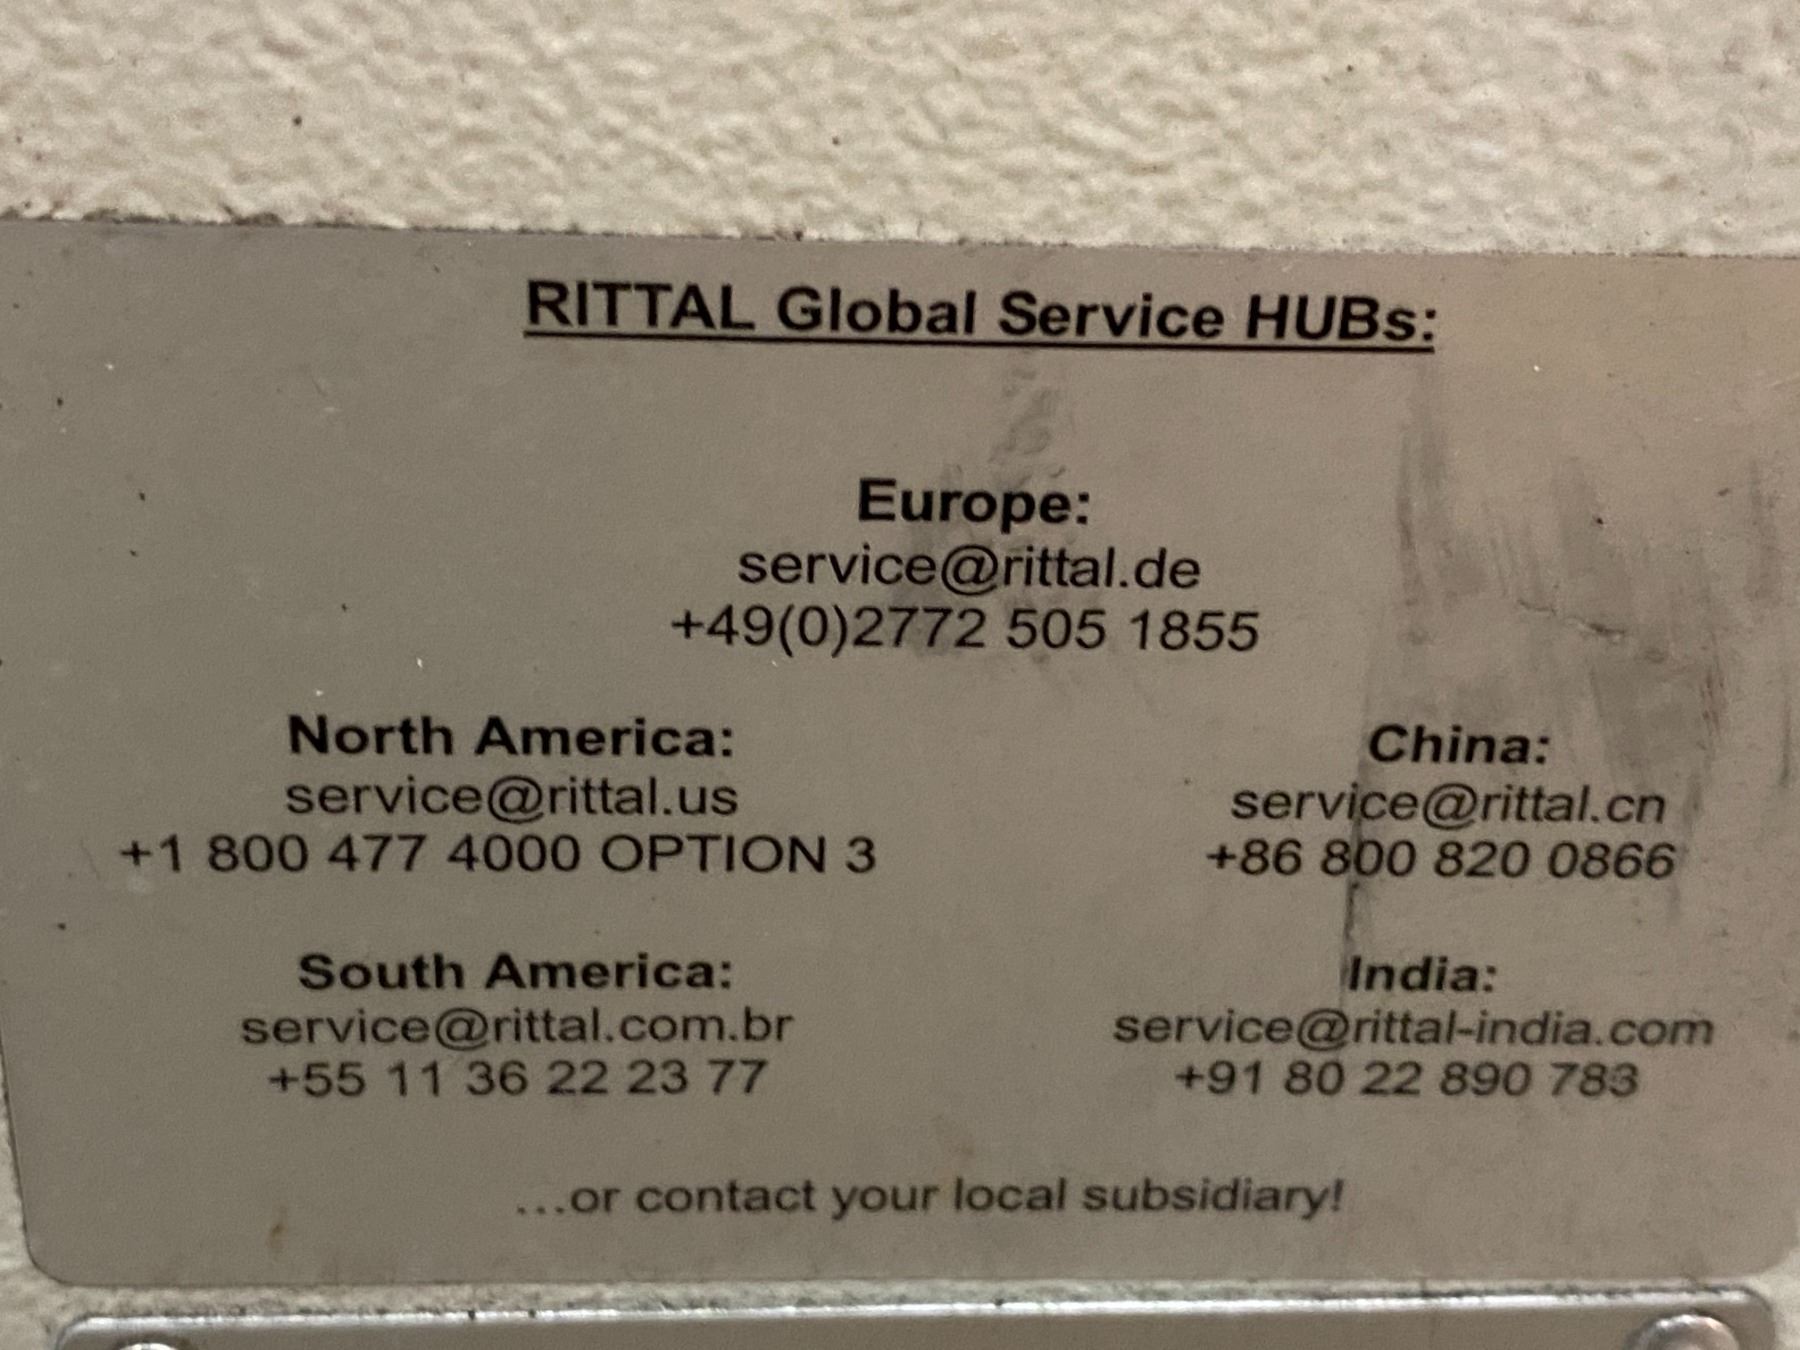 RITTAL Global Service HUBs:
Europe:
service@rittal.de
+49(0)2772 505 1855
North America:
service@rittal.us
+1 800 477 4000 OPTION 3
China:
service@rittal.cn
+86 800 820 0866
South America:
service@rittal.com.br
+55 11 36 22 23 77
India:
service@rittal-india.com
+91 80 22 890 783
...or contact your local subsidiary!